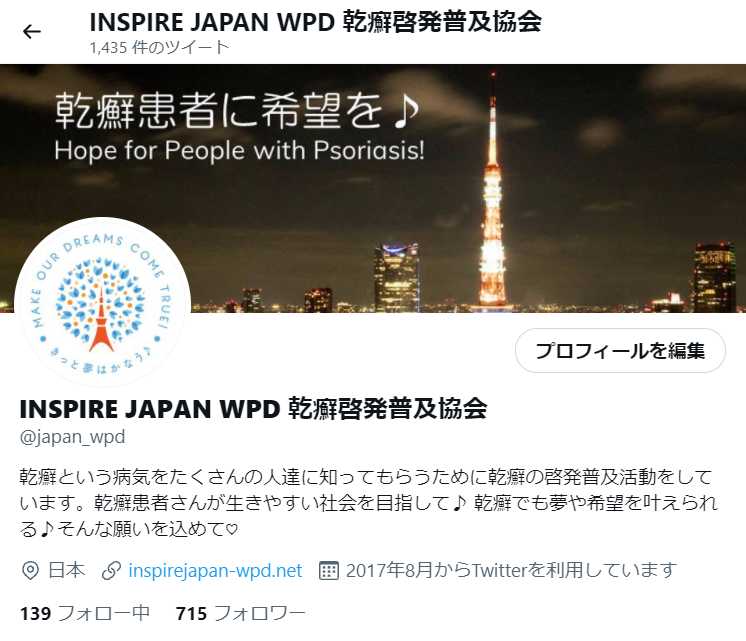 INSPIRE JAPAN WPD 乾癬啓発普及協会
1,435 件のツイート
乾癬患者に希望を♪
Hope for People with Psoriasis!
MAKE OUR DREAMS COME TRUE!
きっと夢はかなう♪
プロフィールを編集
INSPIRE JAPAN WPD 乾癬啓発普及協会
@japan_wpd
乾癬という病気をたくさんの人達に知ってもらうために乾癬の啓発普及活動をして
います。乾癬患者さんが生きやすい社会を目指して♪ 乾癬でも夢や希望を叶えられ
る♪そんな願いを込めて♡
日本 inspirejapan-wpd.net 2017年8月からTwitterを利用しています
139 フォロー中 715 フォロワー